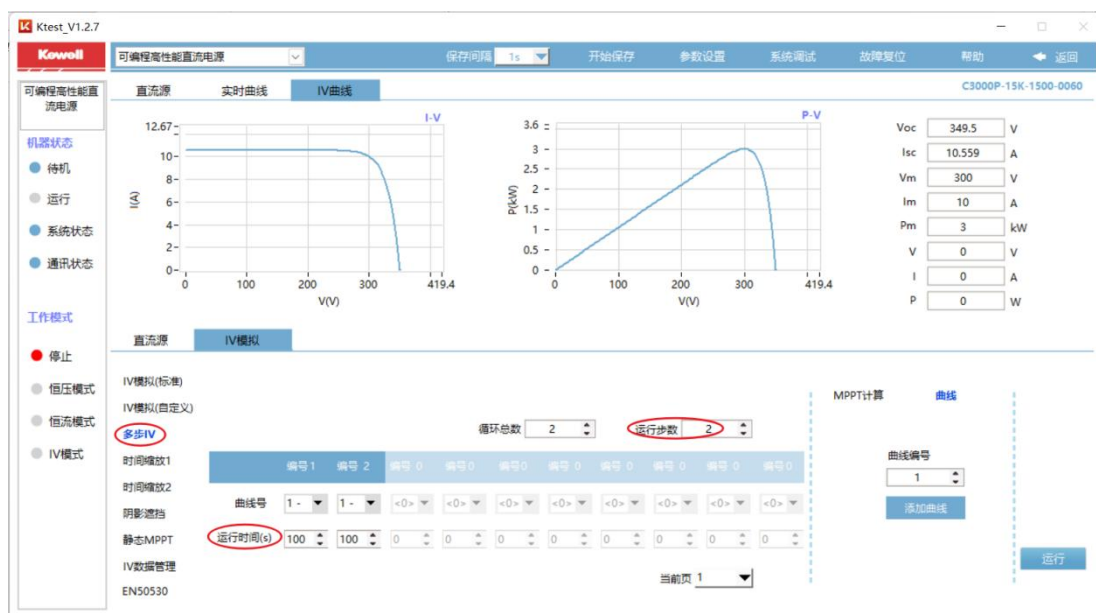 Ktest_V1.2.7
Kewell
可编程高性能直流电源
保存间隔 1s 开始保存 参数设置 系统调试 故障复位 帮助 返回
可编程高性能直流电源
直流源 实时曲线 IV曲线
C3000P-15K-1500-0060
机器状态
待机
运行
系统状态
通讯状态
工作模式
停止
恒压模式
恒流模式
IV模式
I-V
12.67
10
8
6
4
2
0
I(A)
0 100 200 300 419.4
V(V)
P-V
3.6
3
2.5
2
1.5
1
0.5
0
P(kW)
0 100 200 300 419.4
V(V)
Voc 349.5 V
Isc 10.559 A
Vm 300 V
Im 10 A
Pm 3 kW
V 0 V
I 0 A
P 0 W
直流源 IV模拟
IV模拟(标准)
IV模拟(自定义)
多步IV
时间缩放1
时间缩放2
阴影遮挡
静态MPPT
IV数据管理
EN50530
循环总数 2 运行步数 2
编号 1 编号 2 编号 0 编号 0 编号 0 编号 0 编号 0 编号 0 编号 0 编号 0
曲线号 1 - 1 - <0> <0> <0> <0> <0> <0> <0> <0>
运行时间(s) 100 100 0 0 0 0 0 0 0 0
当前页 1
MPPT计算 曲线
曲线编号
1
添加曲线
运行